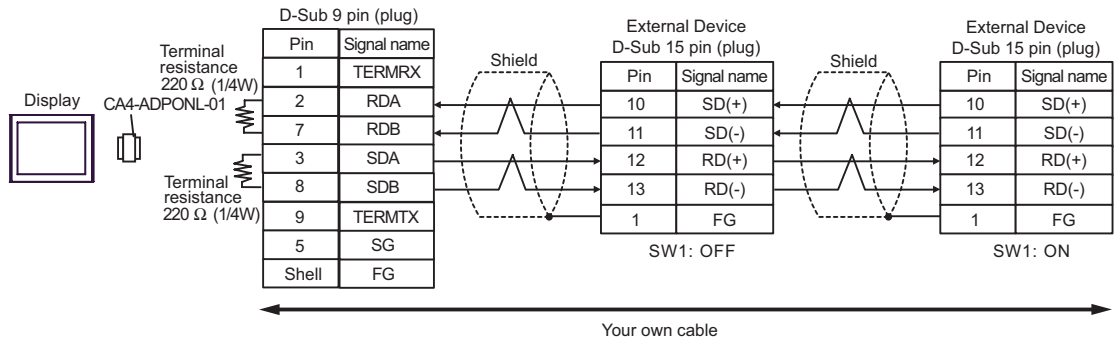 D-Sub 9 pin (plug)
Pin Signal name
1 TERMRX
2 RDA
7 RDB
3 SDA
8 SDB
9 TERMTX
5 SG
Shell FG
Display
CA4-ADPONL-01
Terminal
resistance
220 Ω (1/4W)
Terminal
resistance
220 Ω (1/4W)
Shield
External Device
D-Sub 15 pin (plug)
Pin Signal name
10 SD(+)
11 SD(-)
12 RD(+)
13 RD(-)
1 FG
SW1: OFF
Shield
External Device
D-Sub 15 pin (plug)
Pin Signal name
10 SD(+)
11 SD(-)
12 RD(+)
13 RD(-)
1 FG
SW1: ON
Your own cable